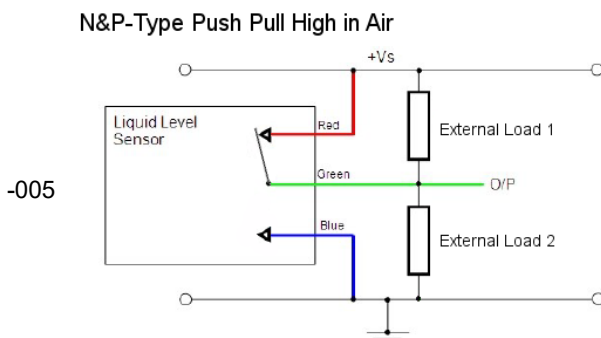 N&P-Type Push Pull High in Air
+Vs
Liquid Level
Sensor
Red
External Load 1
-005
Green
O/P
Blue
External Load 2